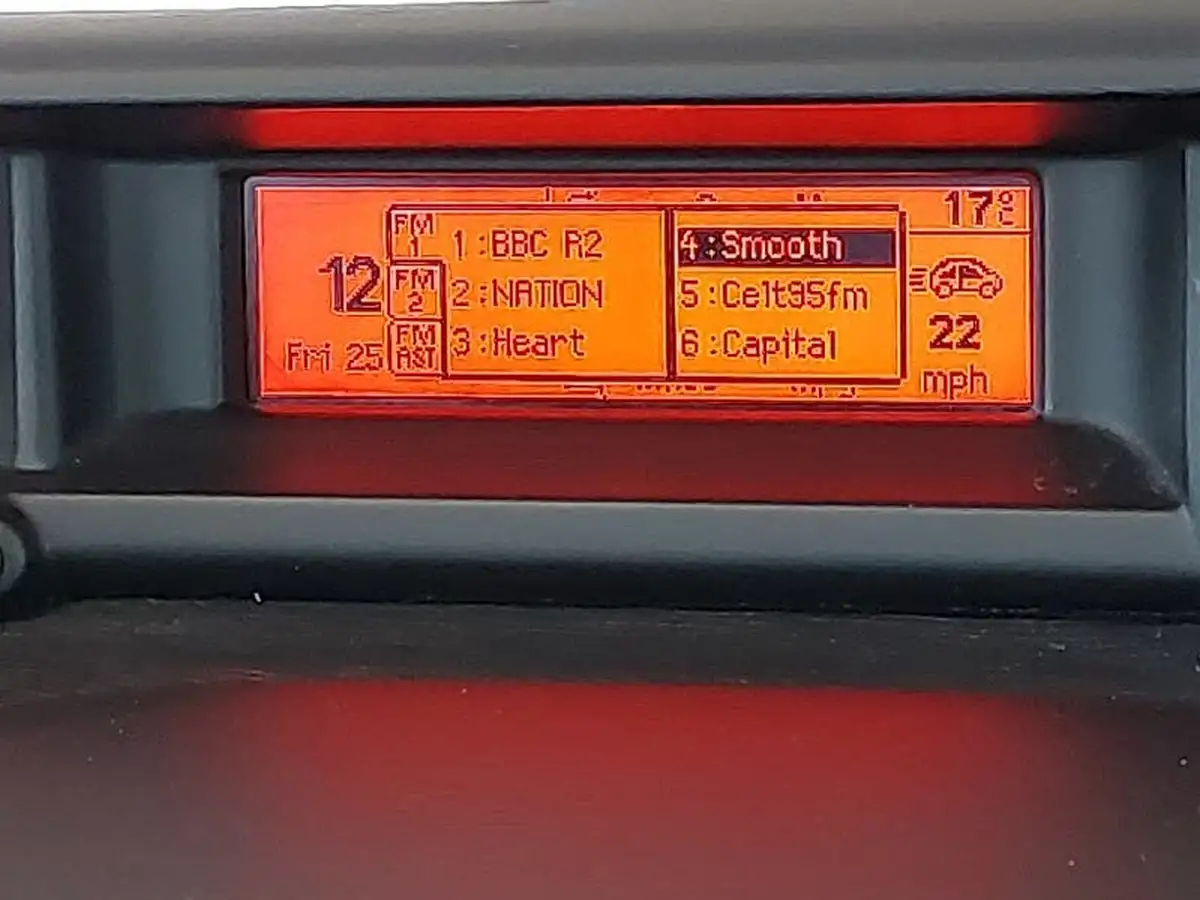 17°C
12
FM 1
FM 2
FM AST
1:BBC R2
2:NATION
3:Heart
4:Smooth
5:Celt95fm
6:Capital
Fri 25
22
mph